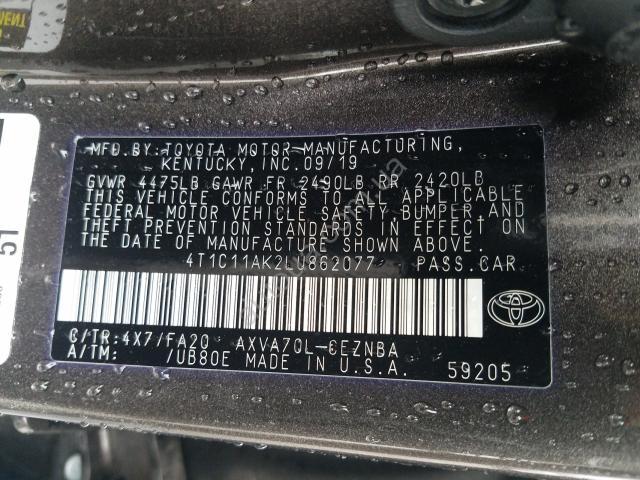 MFD.BY:TOYOTA MOTOR MANUFACTURING,
KENTUCKY, INC.09/19
GVWR 4475LB GAWR FR 2490LB RR 2420LB
THIS VEHICLE CONFORMS TO ALL APPLICABLE
FEDERAL MOTOR VEHICLE SAFETY, BUMPER, AND
THEFT PREVENTION STANDARDS IN EFFECT ON
THE DATE OF MANUFACTURE SHOWN ABOVE.
4T1C11AK2LU862077 PASS.CAR
C/TR:4X7/FA20 AXVA70L-CEZNBA
A/TM: /UB80E MADE IN U.S.A.
59205
51